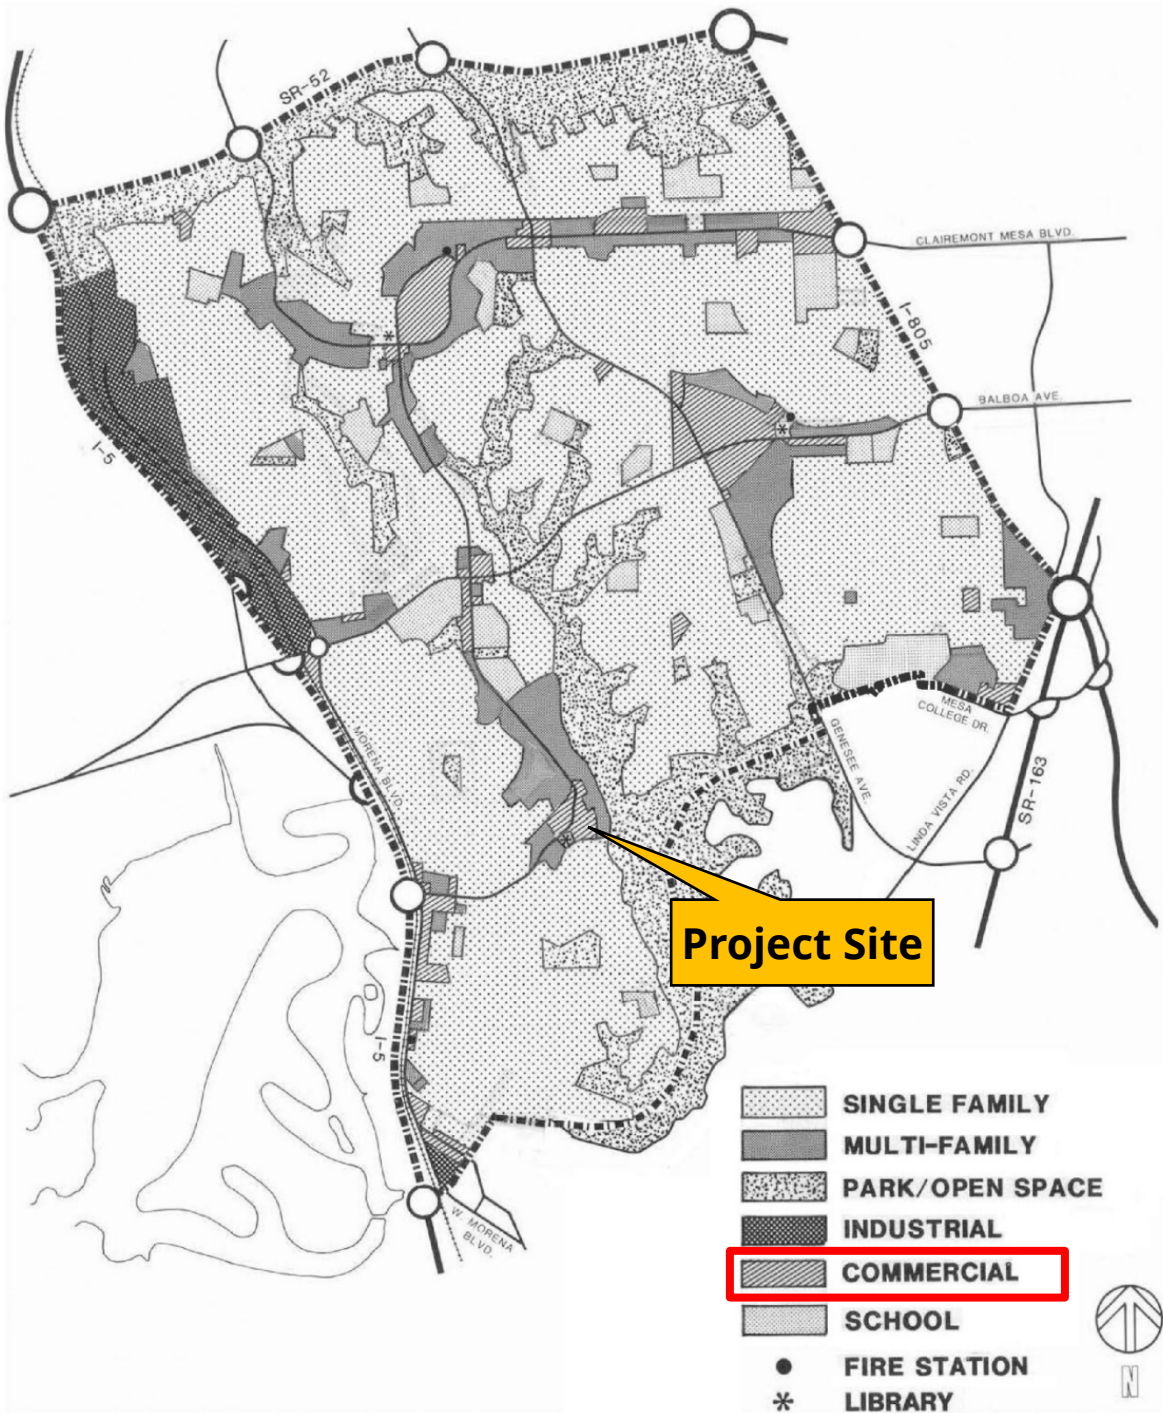 SR-52
CLAIREMONT MESA BLVD.
I-805
BALBOA AVE.
I-5
MESA
COLLEGE DR.
MORENA BLVD.
GENESEE AVE.
LINDA VISTA RD.
SR-163
Project Site
I-5
W. MORENA
BLVD.
SINGLE FAMILY
MULTI-FAMILY
PARK/OPEN SPACE
INDUSTRIAL
COMMERCIAL
SCHOOL
FIRE STATION
LIBRARY
N